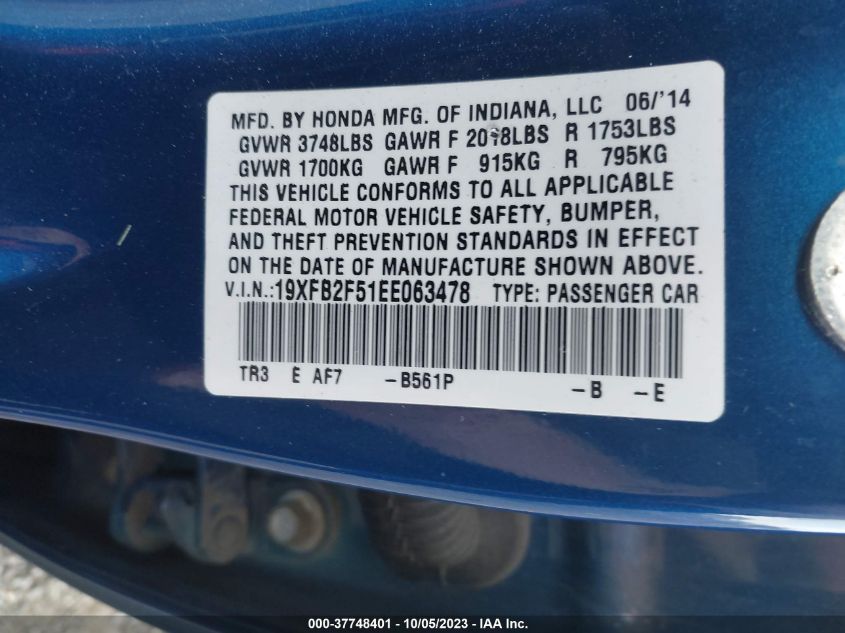 MFD. BY HONDA MFG. OF INDIANA, LLC 06/'14
GVWR 3748LBS GAWR F 2018LBS R 1753LBS
GVWR 1700KG GAWR F 915KG R 795KG
THIS VEHICLE CONFORMS TO ALL APPLICABLE
FEDERAL MOTOR VEHICLE SAFETY, BUMPER,
AND THEFT PREVENTION STANDARDS IN EFFECT
ON THE DATE OF MANUFACTURE SHOWN ABOVE.
V.I.N.:19XFB2F51EE063478 TYPE: PASSENGER CAR
TR3 E AF7 -B561P -B -E
000-37748401 - 10/05/2023 - IAA Inc.